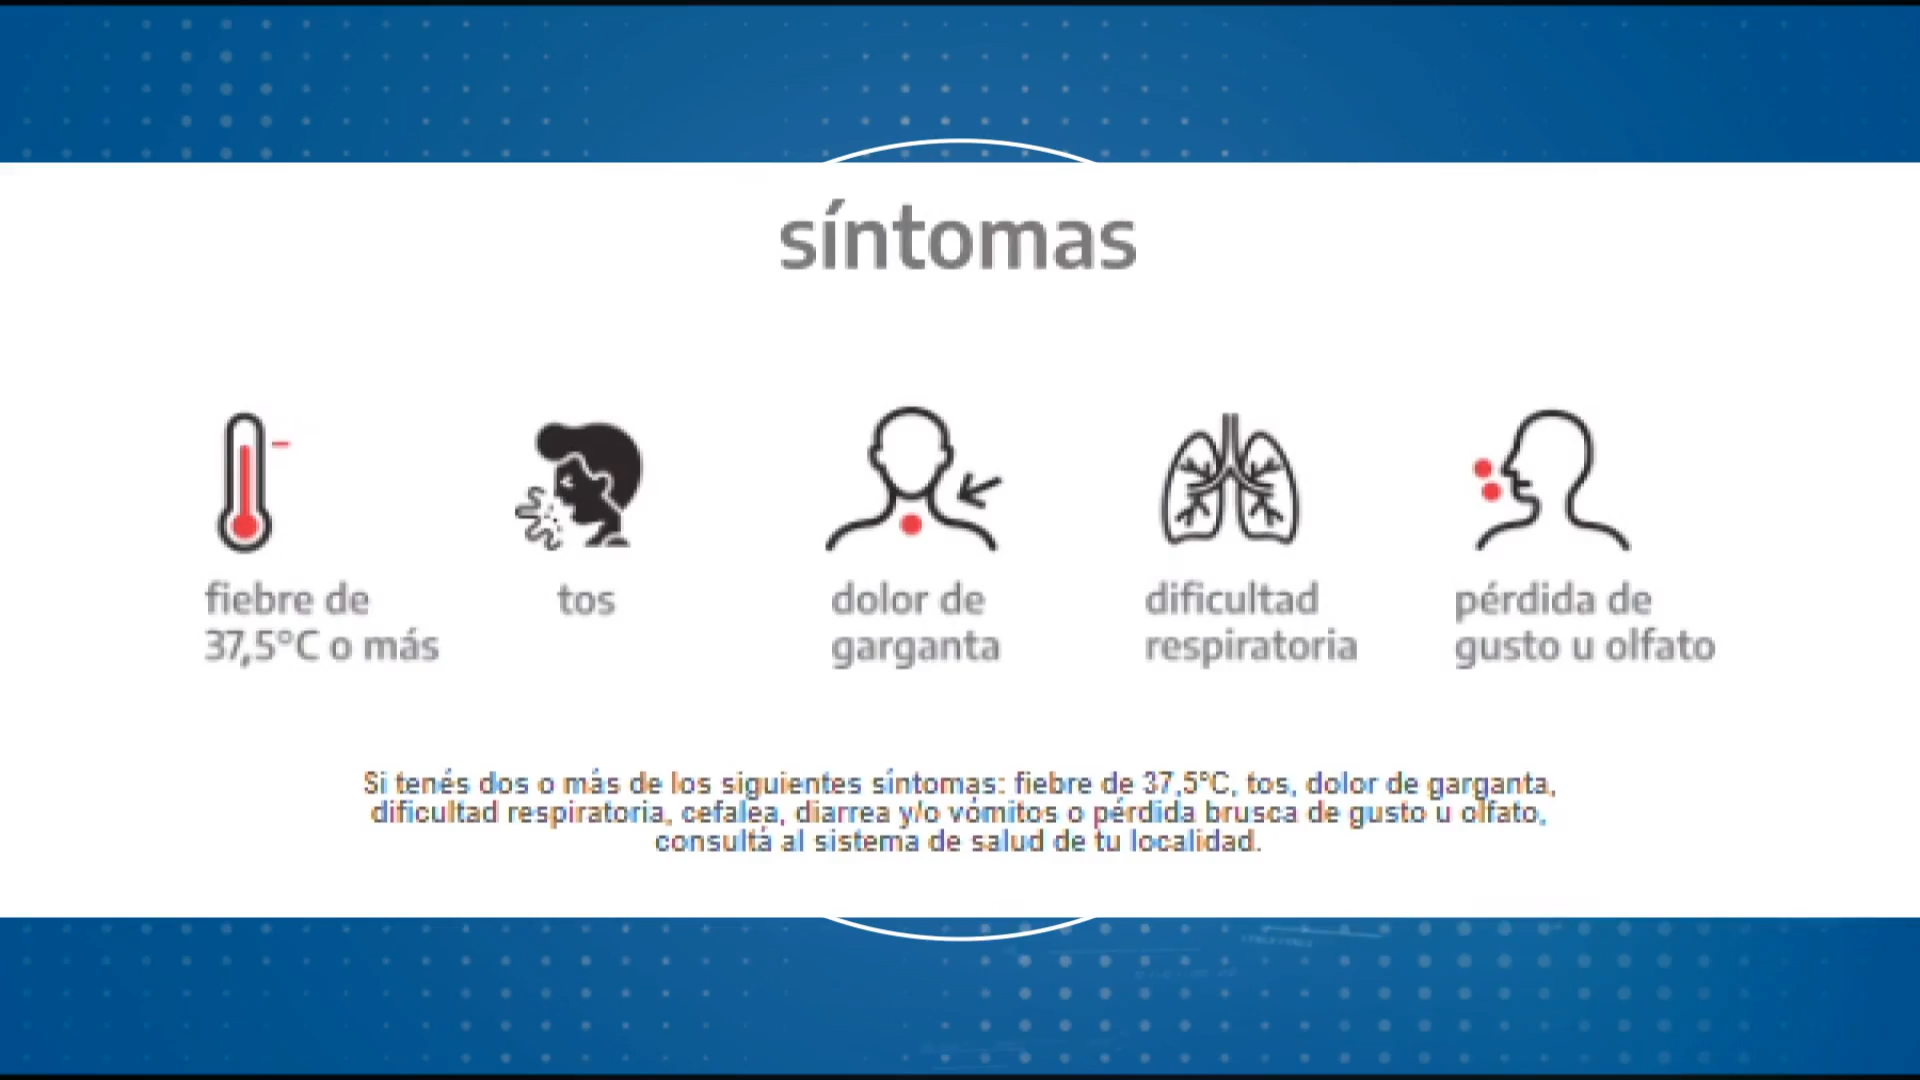 síntomas
fiebre de
37,5°C o más
tos
dolor de
garganta
dificultad
respiratoria
pérdida de
gusto u olfato
Si tenés dos o más de los siguientes síntomas: fiebre de 37,5°C, tos, dolor de garganta,
dificultad respiratoria, cefalea, diarrea y/o vómitos o pérdida brusca de gusto u olfato,
consultá al sistema de salud de tu localidad.